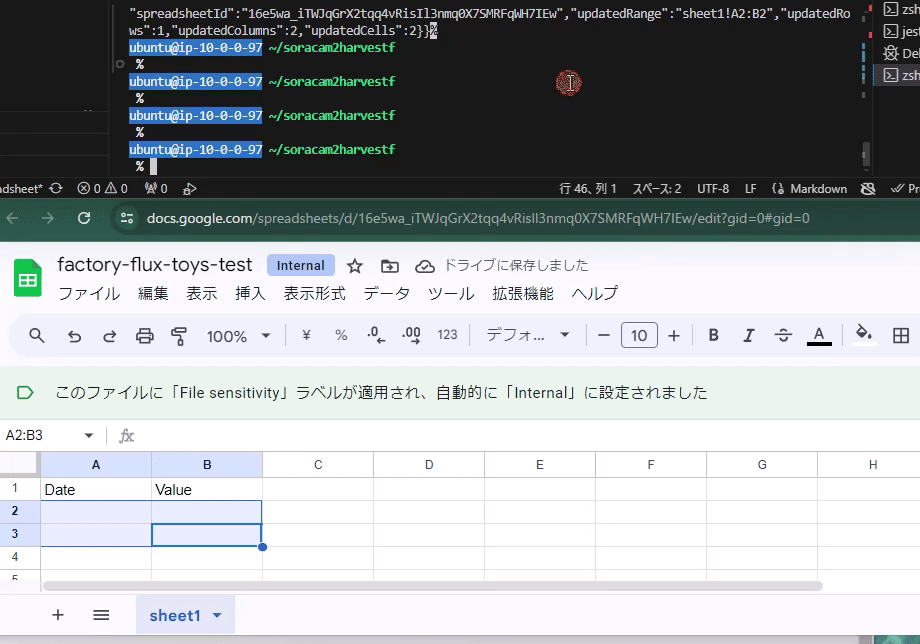 "spreadsheetId":"16e5wa_iTWJqGrX2tqq4vRisIl3nmq0X7SMRFqWH7IEw","updatedRange":"sheet1!A2:B2","updatedRo
ws":1,"updatedColumns":2,"updatedCells":2}}%
ubuntu@ip-10-0-0-97 ~/soracam2harvestf
%
ubuntu@ip-10-0-0-97 ~/soracam2harvestf
%
ubuntu@ip-10-0-0-97 ~/soracam2harvestf
%
ubuntu@ip-10-0-0-97 ~/soracam2harvestf
%
zsh
jest
Del
zsh
adsheet* 0 0 0 行 46、列 1 スペース: 2 UTF-8 LF Markdown Pr
docs.google.com/spreadsheets/d/16e5wa_iTWJqGrX2tqq4vRisIl3nmq0X7SMRFqWH7IEw/edit?gid=0#gid=0
factory-flux-toys-test Internal ドライブに保存しました
ファイル 編集 表示 挿入 表示形式 データ ツール 拡張機能 ヘルプ
100% ¥ % .0 .00 123 デフォ... 10 B I S A
このファイルに「File sensitivity」ラベルが適用され、自動的に「Internal」に設定されました
A2:B3 fx
A B C D E F G H
1 Date Value
2
3
4
5
sheet1